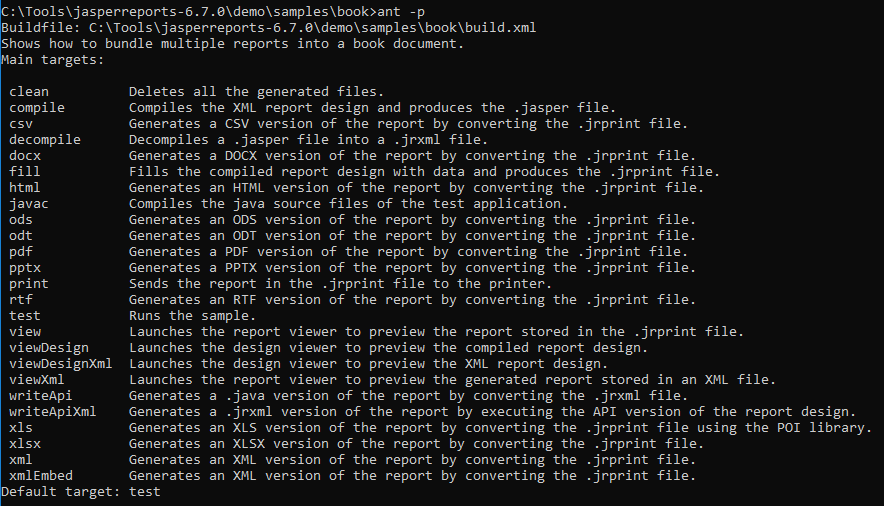 C:\Tools\jasperreports-6.7.0\demo\samples\book>ant -p
Buildfile: C:\Tools\jasperreports-6.7.0\demo\samples\book\build.xml
Shows how to bundle multiple reports into a book document.
Main targets:

 clean          Deletes all the generated files.
 compile        Compiles the XML report design and produces the .jasper file.
 csv            Generates a CSV version of the report by converting the .jrprint file.
 decompile      Decompiles a .jasper file into a .jrxml file.
 docx           Generates a DOCX version of the report by converting the .jrprint file.
 fill           Fills the compiled report design with data and produces the .jrprint file.
 html           Generates an HTML version of the report by converting the .jrprint file.
 javac          Compiles the java source files of the test application.
 ods            Generates an ODS version of the report by converting the .jrprint file.
 odt            Generates an ODT version of the report by converting the .jrprint file.
 pdf            Generates a PDF version of the report by converting the .jrprint file.
 pptx           Generates a PPTX version of the report by converting the .jrprint file.
 print          Sends the report in the .jrprint file to the printer.
 rtf            Generates an RTF version of the report by converting the .jrprint file.
 test           Runs the sample.
 view           Launches the report viewer to preview the report stored in the .jrprint file.
 viewDesign     Launches the design viewer to preview the compiled report design.
 viewDesignXml  Launches the design viewer to preview the XML report design.
 viewXml        Launches the report viewer to preview the generated report stored in an XML file.
 writeApi       Generates a .java version of the report by converting the .jrxml file.
 writeApiXml    Generates a .jrxml version of the report by executing the API version of the report design.
 xls            Generates an XLS version of the report by converting the .jrprint file using the POI library.
 xlsx           Generates an XLSX version of the report by converting the .jrprint file.
 xml            Generates an XML version of the report by converting the .jrprint file.
 xmlEmbed       Generates an XML version of the report by converting the .jrprint file.
Default target: test